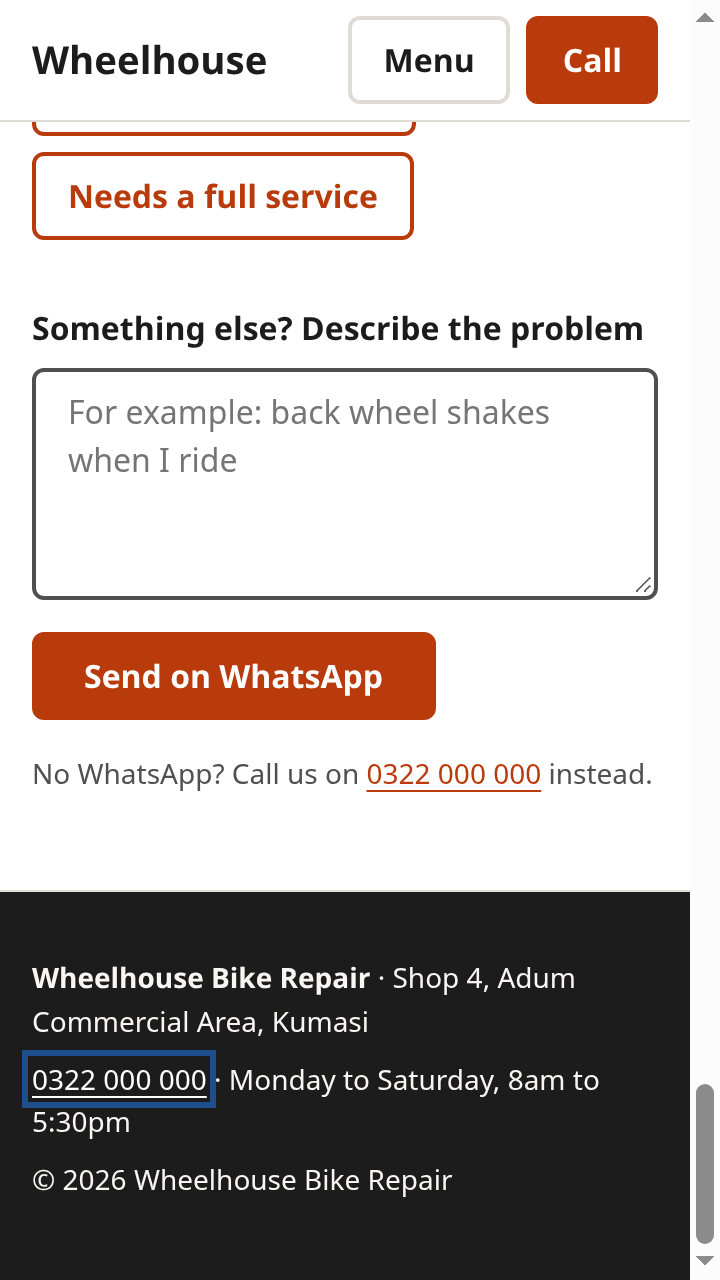 Wheelhouse
Menu
Call
Needs a full service
Something else? Describe the problem
For example: back wheel shakes
when I ride
Send on WhatsApp
No WhatsApp? Call us on 0322 000 000 instead.
Wheelhouse Bike Repair · Shop 4, Adum
Commercial Area, Kumasi
0322 000 000 · Monday to Saturday, 8am to
5:30pm
© 2026 Wheelhouse Bike Repair